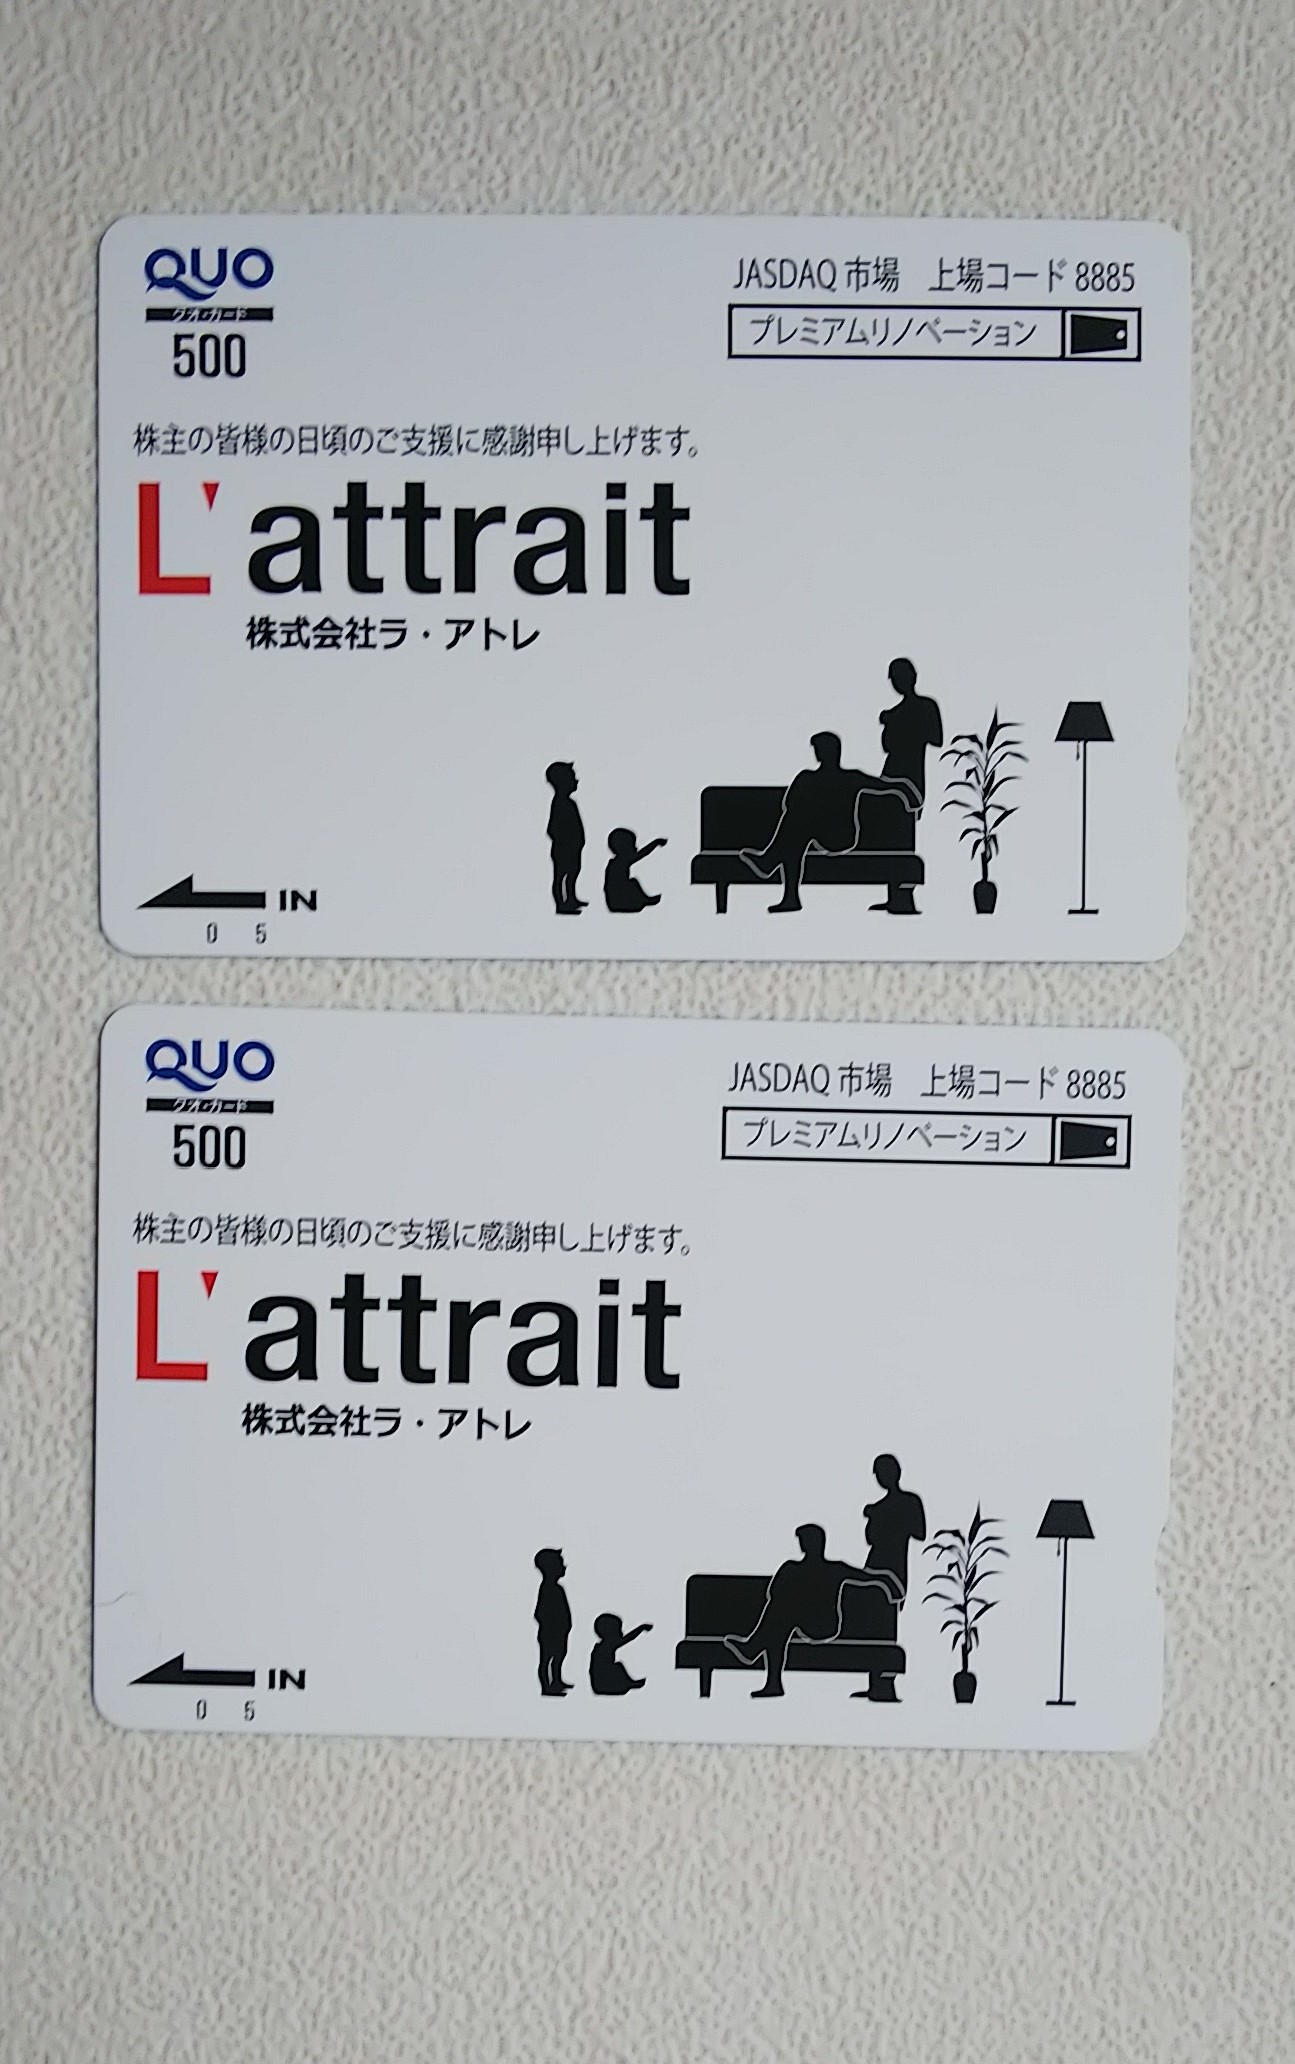 QUO
クオ・カード
500
JASDAQ 市場 上場コード 8885
プレミアムリノベーション
株主の皆様の日頃のご支援に感謝申し上げます。
L'attrait
株式会社ラ・アトレ
IN
0 5
QUO
クオ・カード
500
JASDAQ 市場 上場コード 8885
プレミアムリノベーション
株主の皆様の日頃のご支援に感謝申し上げます。
L'attrait
株式会社ラ・アトレ
IN
0 5